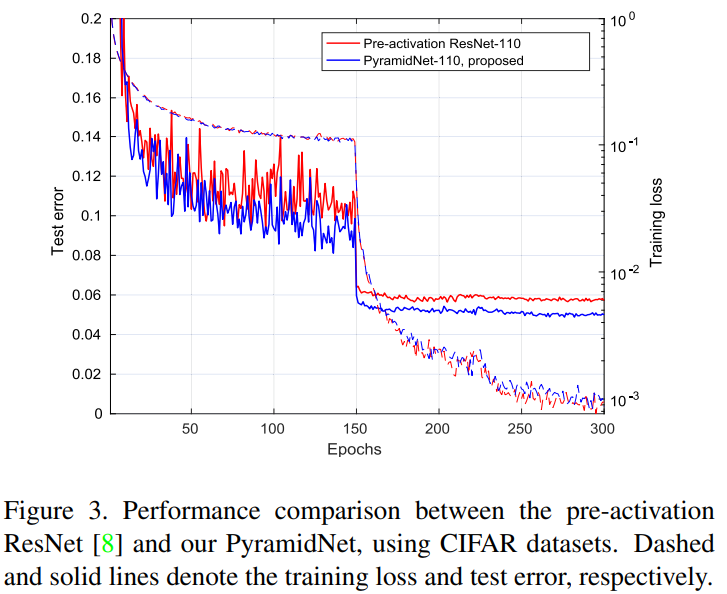 0.2
0.18
0.16
0.14
0.12
0.1
0.08
0.06
0.04
0.02
0
Test error
Pre-activation ResNet-110
PyramidNet-110, proposed
10^0
10^-1
10^-2
10^-3
Training loss
50 100 150 200 250 300
Epochs
Figure 3. Performance comparison between the pre-activation
ResNet [8] and our PyramidNet, using CIFAR datasets. Dashed
and solid lines denote the training loss and test error, respectively.